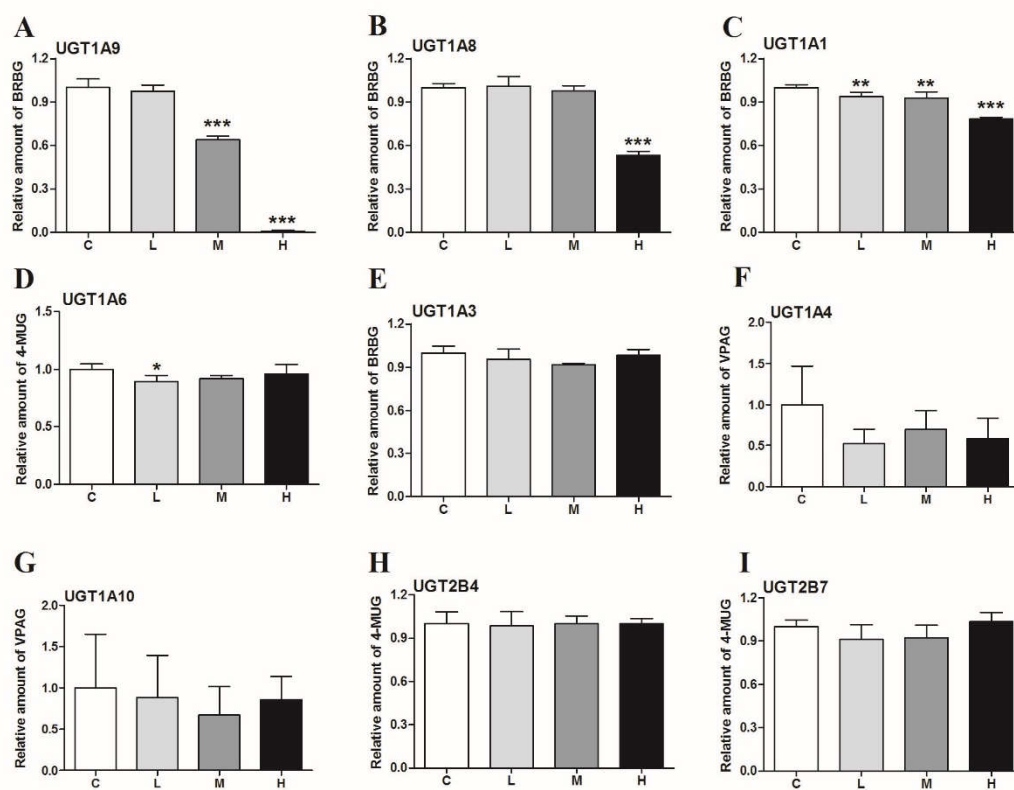 A
UGT1A9
Relative amount of BRBG
1.2
0.9
0.6
0.3
0.0
***
***
C L M H
B
UGT1A8
Relative amount of BRBG
1.2
0.9
0.6
0.3
0.0
***
C L M H
C
UGT1A1
Relative amount of BRBG
1.2
0.9
0.6
0.3
0.0
**
**
***
C L M H
D
UGT1A6
Relative amount of 4-MUG
1.5
1.0
0.5
0.0
*
C L M H
E
UGT1A3
Relative amount of BRBG
1.2
0.9
0.6
0.3
0.0
C L M H
F
UGT1A4
Relative amount of VPAG
2.0
1.5
1.0
0.5
0.0
C L M H
G
UGT1A10
Relative amount of VPAG
2.0
1.5
1.0
0.5
0.0
C L M H
H
UGT2B4
Relative amount of 4-MUG
1.2
0.9
0.6
0.3
0.0
C L M H
I
UGT2B7
Relative amount of 4-MUG
1.2
0.9
0.6
0.3
0.0
C L M H